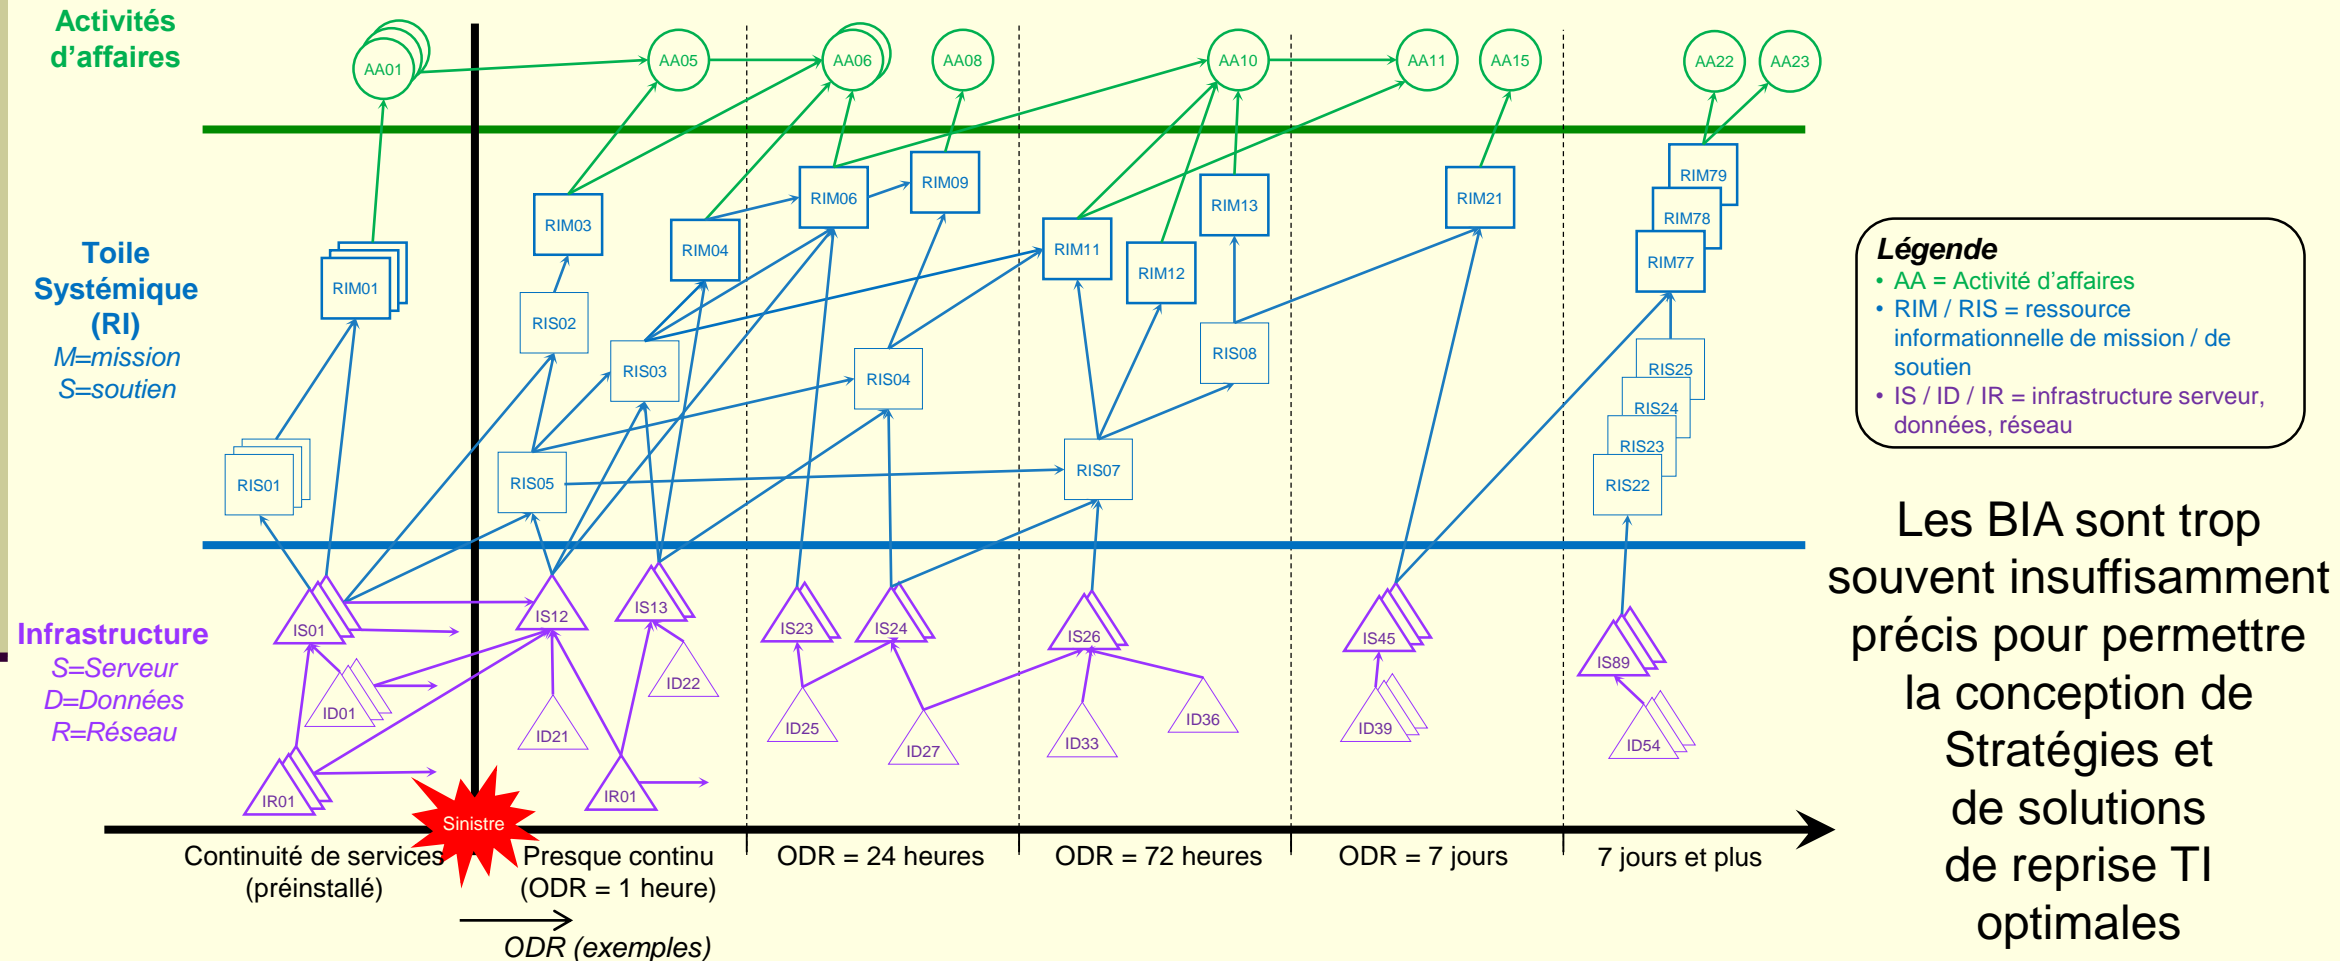 Activités
d'affaires
AA01
AA05
AA06
AA08
AA10
AA11
AA15
AA22
AA23
Toile
Systémique
(RI)
M=mission
S=soutien
RIM01
RIM03
RIM04
RIM06
RIM09
RIM11
RIM12
RIM13
RIM21
RIM79
RIM78
RIM77
RIS01
RIS02
RIS03
RIS05
RIS04
RIS07
RIS08
RIS25
RIS24
RIS23
RIS22
Infrastructure
S=Serveur
D=Données
R=Réseau
IS01
IS12
IS13
IS23
IS24
IS26
IS45
IS89
ID01
ID21
ID22
ID25
ID27
ID33
ID36
ID39
ID54
IR01
IR01
Sinistre
Continuité de services
(préinstallé)
Presque continu
(ODR = 1 heure)
ODR = 24 heures
ODR = 72 heures
ODR = 7 jours
7 jours et plus
ODR (exemples)
Légende
• AA = Activité d'affaires
• RIM / RIS = ressource
informationnelle de mission / de
soutien
• IS / ID / IR = infrastructure serveur,
données, réseau
Les BIA sont trop
souvent insuffisamment
précis pour permettre
la conception de
Stratégies et
de solutions
de reprise TI
optimales